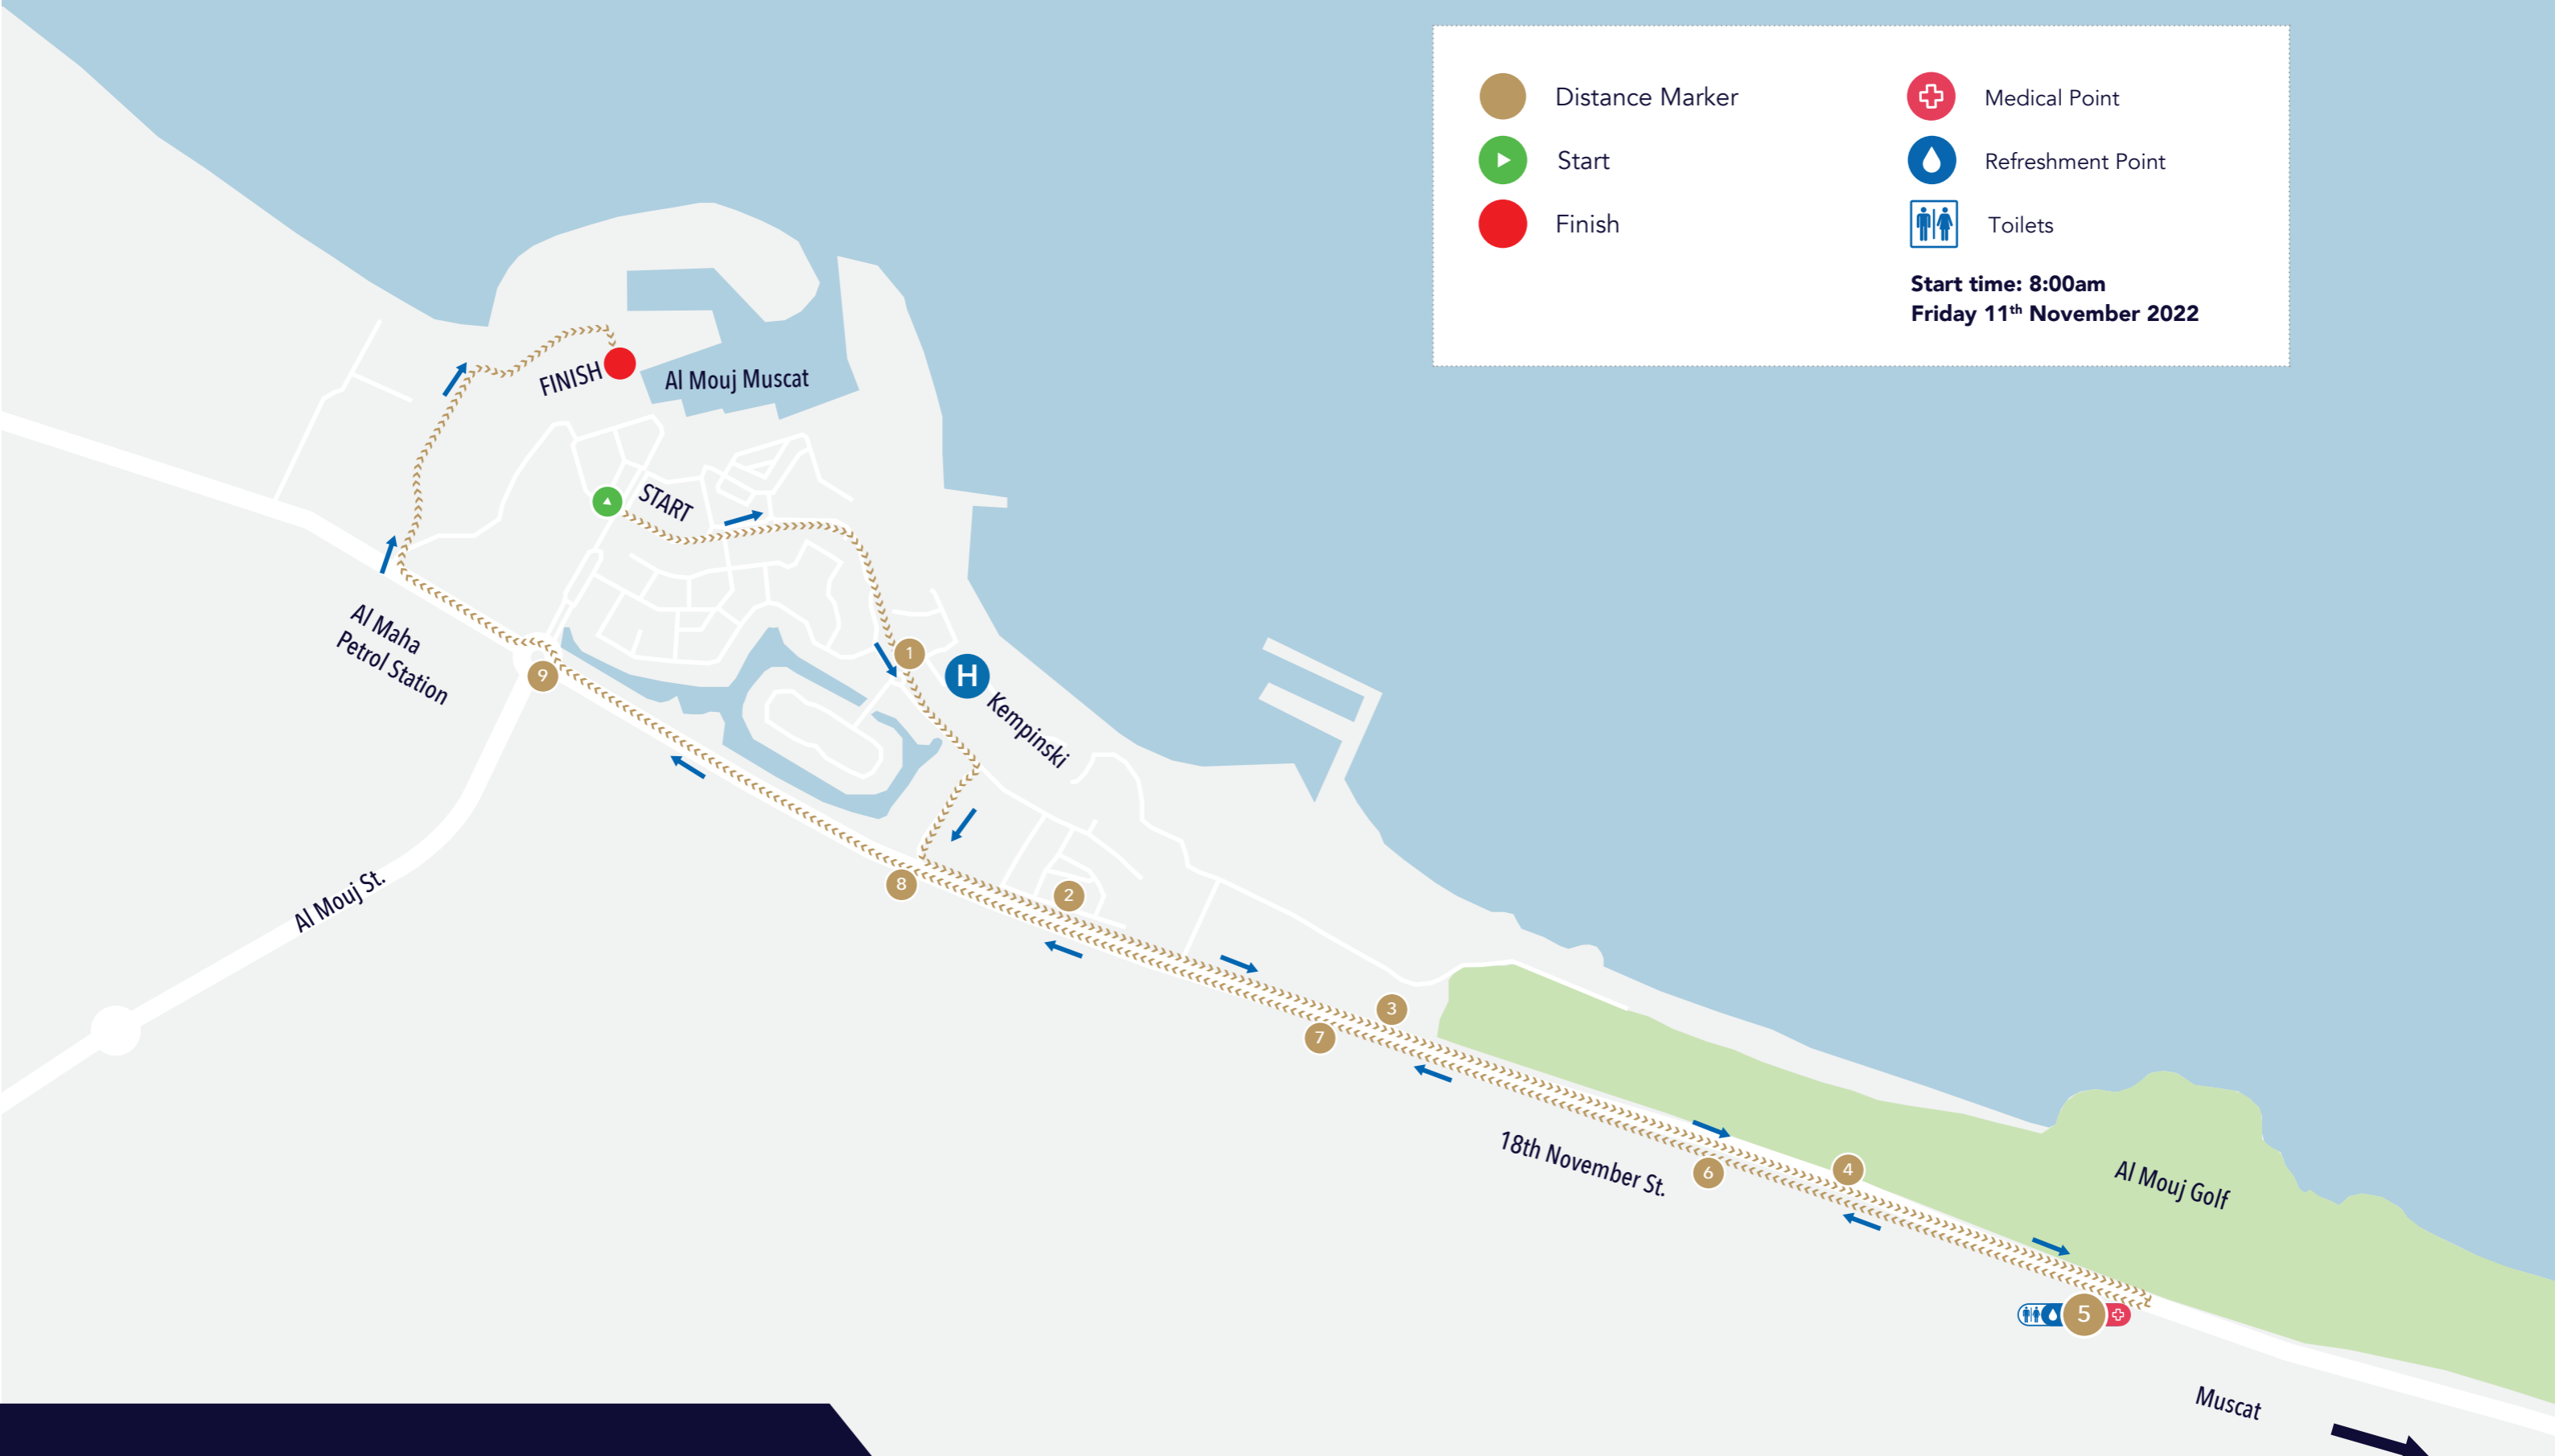 Distance Marker
Start
Finish
Medical Point
Refreshment Point
Toilets
Start time: 8:00am
Friday 11th November 2022
FINISH
Al Mouj Muscat
START
Al Maha
Petrol Station
1
H
Kempinski
9
Al Mouj St.
8
2
3
7
18th November St.
6
4
Al Mouj Golf
5
Muscat